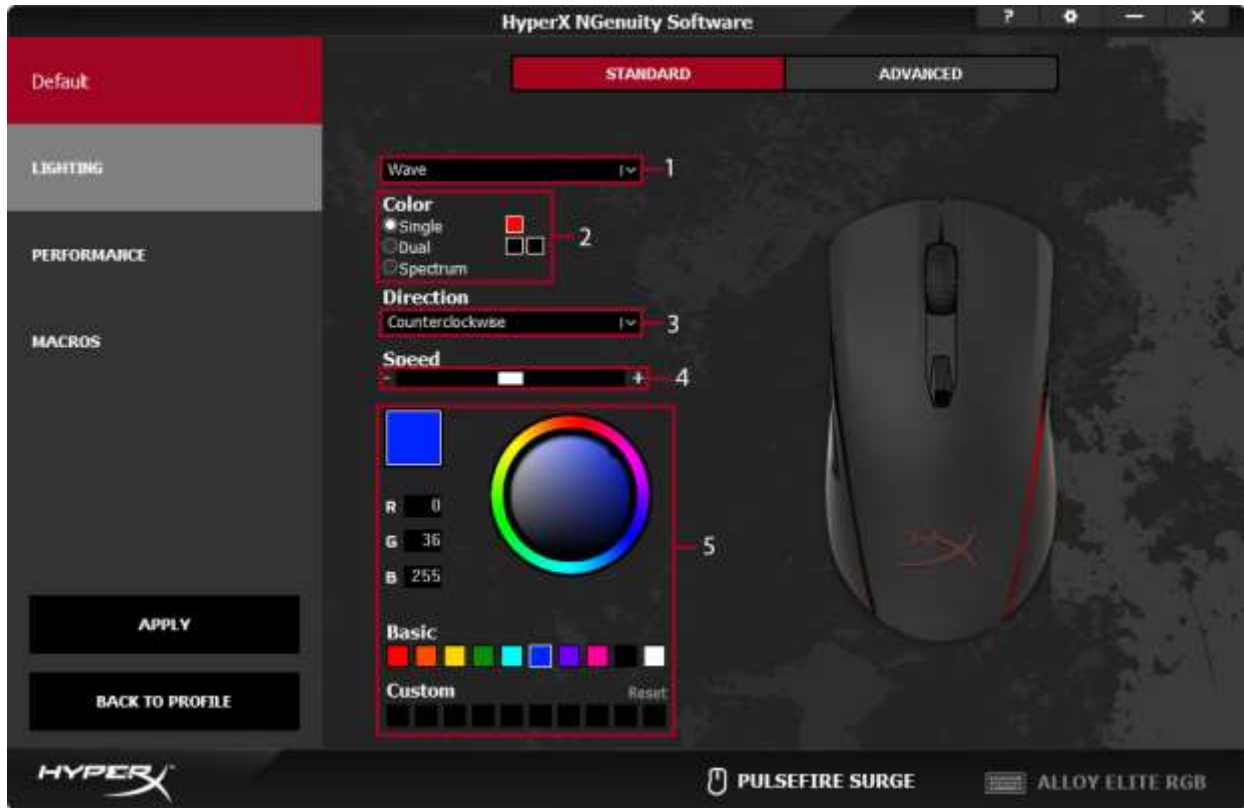 HyperX NGenuity Software
?
Default
STANDARD
ADVANCED
LIGHTING
Wave
1
Color
Single
Dual
Spectrum
2
PERFORMANCE
Direction
Counterclockwise
3
MACROS
Speed
-
+
4
R 0
G 36
B 255
5
Basic
Custom
Reset
APPLY
BACK TO PROFILE
HYPERX
PULSEFIRE SURGE
ALLOY ELITE RGB